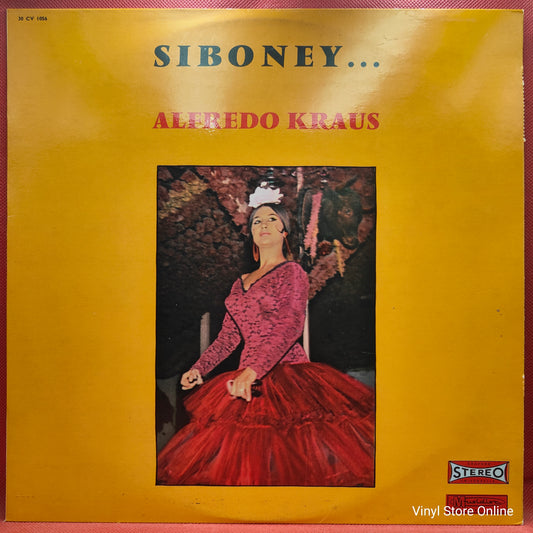 30 CV 1056
SIBONEY...
ALFREDO KRAUS
STEREO
Vinyl Store Online